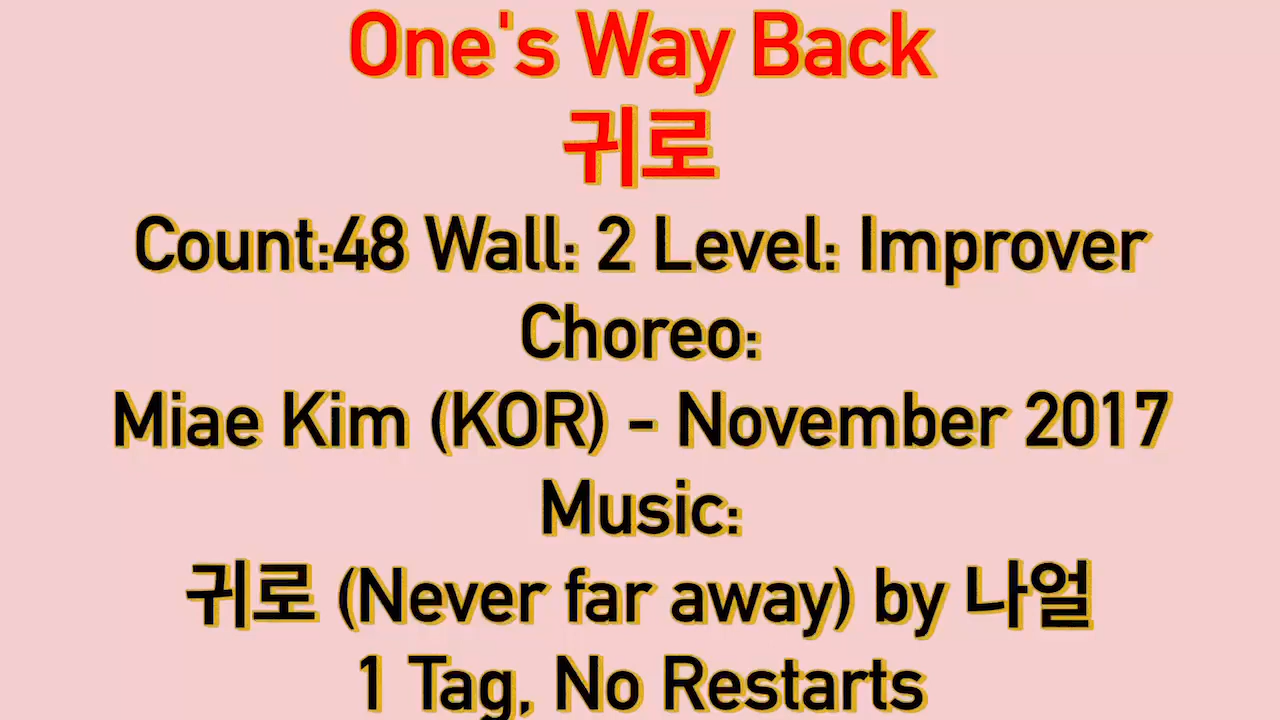 One's Way Back
귀로
Count:48 Wall: 2 Level: Improver
Choreo:
Miae Kim (KOR) - November 2017
Music:
귀로 (Never far away) by 나얼
1 Tag, No Restarts